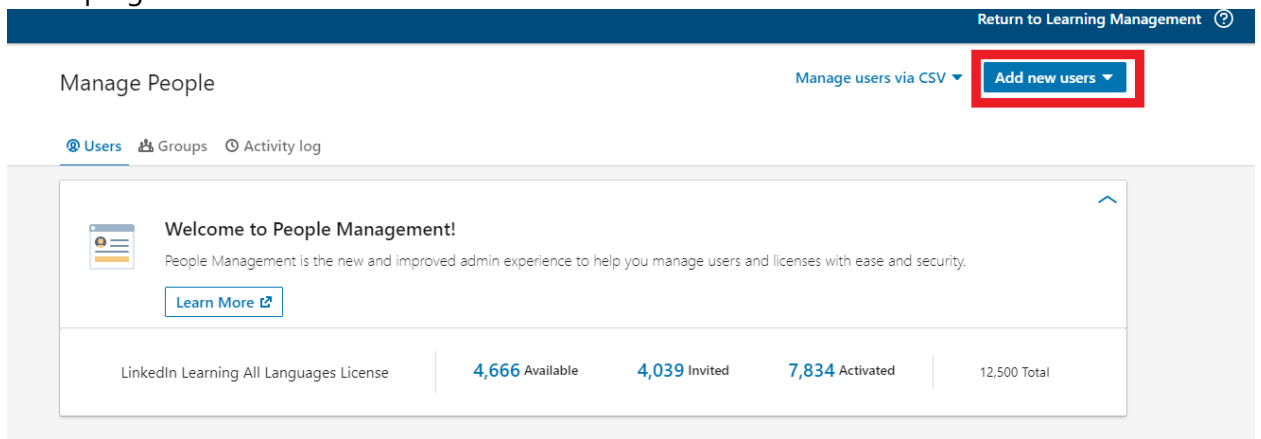 Return to Learning Management
Manage People
Manage users via CSV
Add new users
Users
Groups
Activity log
Welcome to People Management!
People Management is the new and improved admin experience to help you manage users and licenses with ease and security.
Learn More
LinkedIn Learning All Languages License
4,666 Available
4,039 Invited
7,834 Activated
12,500 Total